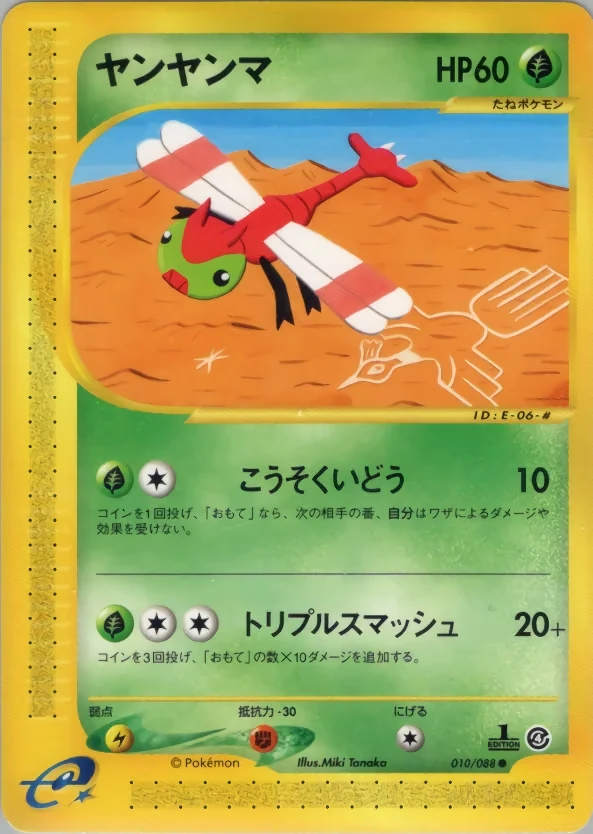 ヤンヤンマ HP60
たねポケモン
ID:E-06-#
こうそくいどう 10
コインを1回投げ、「おもて」なら、次の相手の番、自分はワザによるダメージや
効果を受けない。
トリプルスマッシュ 20+
コインを3回投げ、「おもて」の数×10ダメージを追加する。
弱点 抵抗力-30 にげる
1 EDITION
©Pokémon Illus.Miki Tanaka 010/088●
e